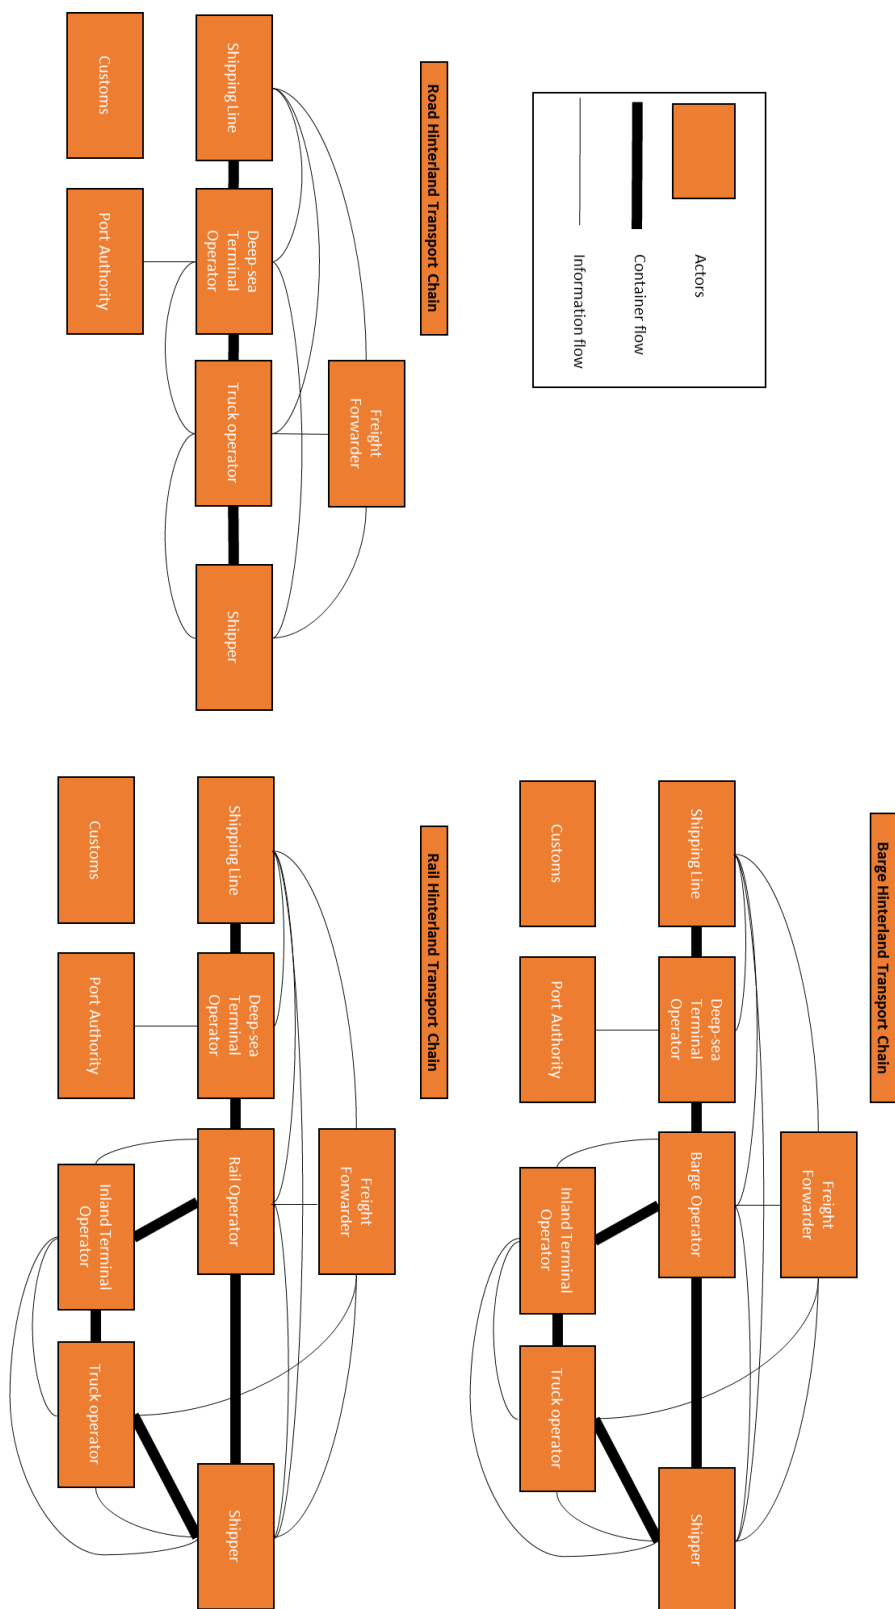 Actors
Container flow
Information flow
Road Hinterland Transport Chain
Freight
Forwarder
Shipping Line
Deep-sea
Terminal
Operator
Truck operator
Shipper
Customs
Port Authority
Barge Hinterland Transport Chain
Freight
Forwarder
Shipping Line
Deep-sea
Terminal
Operator
Barge Operator
Shipper
Customs
Port Authority
Inland Terminal
Operator
Truck operator
Rail Hinterland Transport Chain
Freight
Forwarder
Shipping Line
Deep-sea
Terminal
Operator
Rail Operator
Shipper
Customs
Port Authority
Inland Terminal
Operator
Truck operator